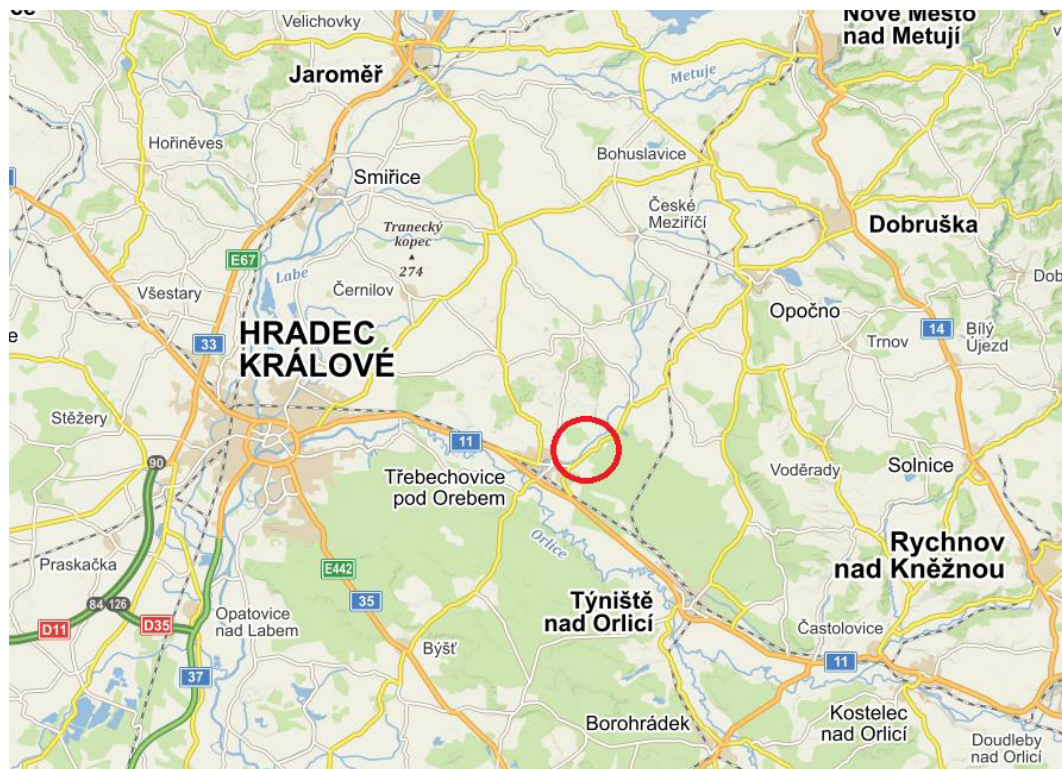 Velichovky
Nové Město
nad Metují
Jaroměř
Metuje
Hořiněves
Bohuslavice
Smiřice
České
Meziříčí
Tranecký
kopec
274
Dobruška
E67
Labe
Všestary
Černilov
Opočno
14
Bílý
Újezd
Trnov
33
HRADEC
KRÁLOVÉ
Stěžery
11
90
Třebechovice
pod Orebem
Voděrady
Solnice
Orlice
Praskačka
E442
Rychnov
nad Kněžnou
84
126
35
Týniště
nad Orlicí
D11
D35
Opatovice
nad Labem
Častolovice
Býšť
11
37
Borohrádek
Kostelec
nad Orlicí
Doudleby
nad Orlicí